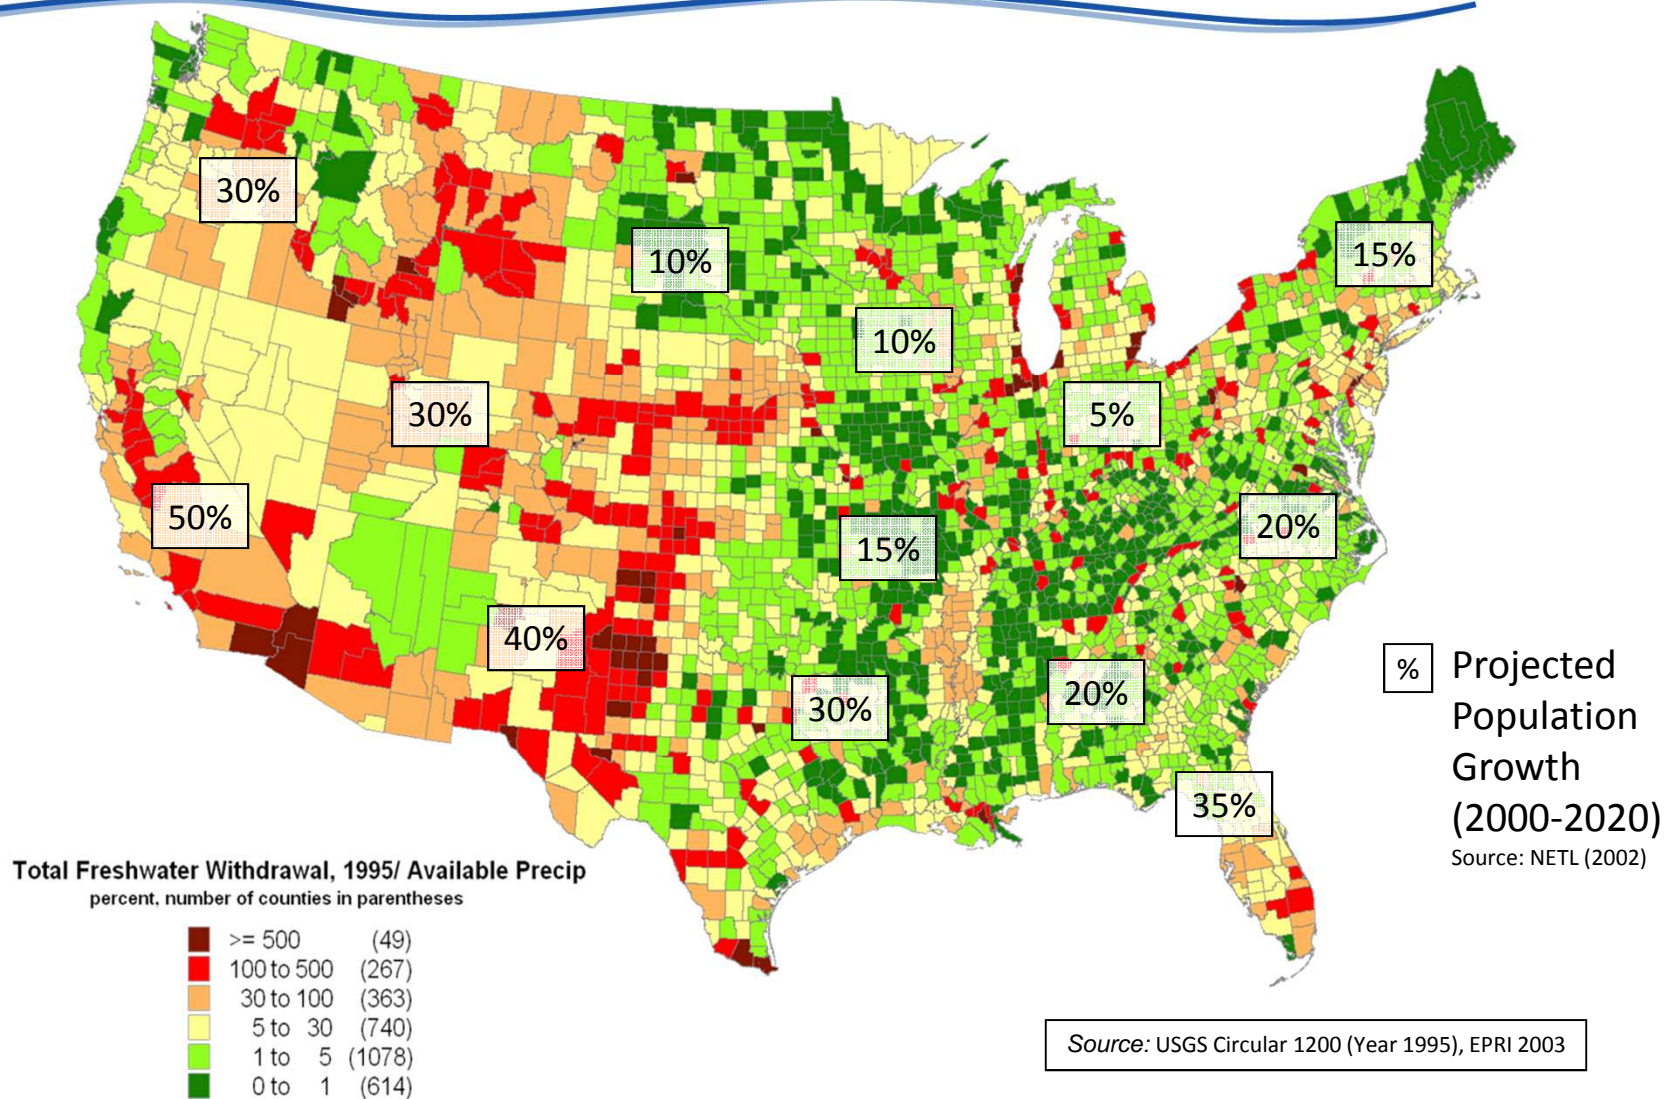 30%
10%
15%
10%
30%
5%
50%
15%
20%
40%
30%
20%
35%
% Projected
Population
Growth
(2000-2020)
Source: NETL (2002)
Total Freshwater Withdrawal, 1995/ Available Precip
percent, number of counties in parentheses
>= 500 (49)
100 to 500 (267)
30 to 100 (363)
5 to 30 (740)
1 to 5 (1078)
0 to 1 (614)
Source: USGS Circular 1200 (Year 1995), EPRI 2003